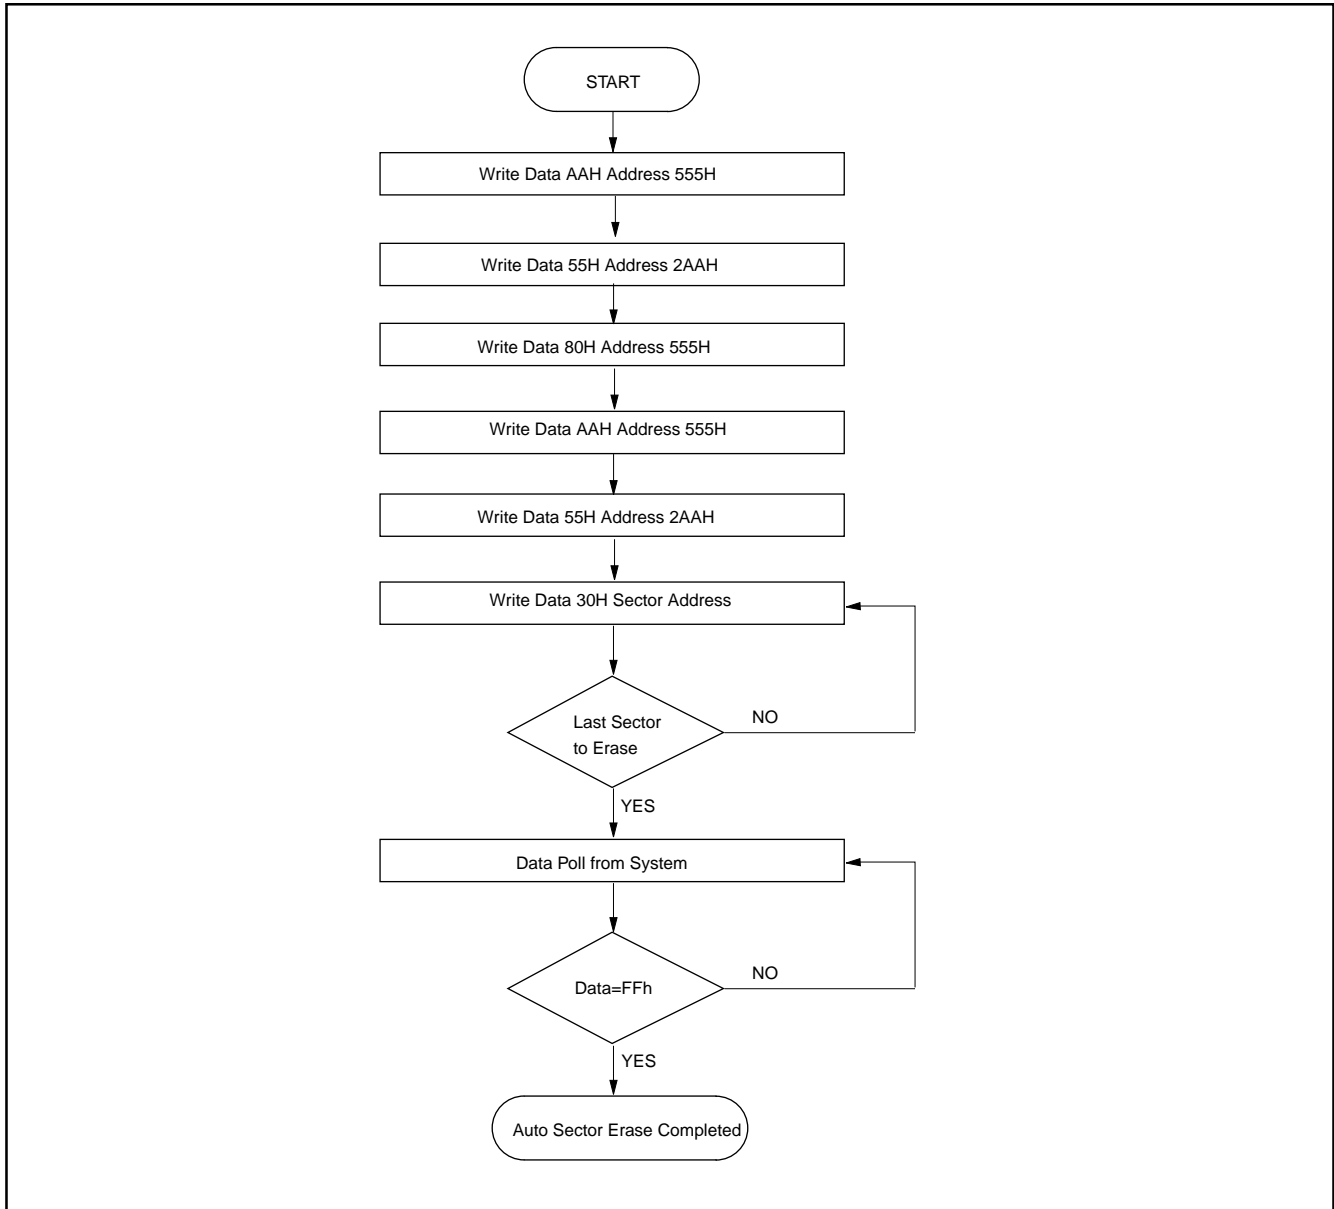 START
Write Data AAH Address 555H
Write Data 55H Address 2AAH
Write Data 80H Address 555H
Write Data AAH Address 555H
Write Data 55H Address 2AAH
Write Data 30H Sector Address
Last Sector
to Erase
NO
YES
Data Poll from System
Data=FFh
NO
YES
Auto Sector Erase Completed